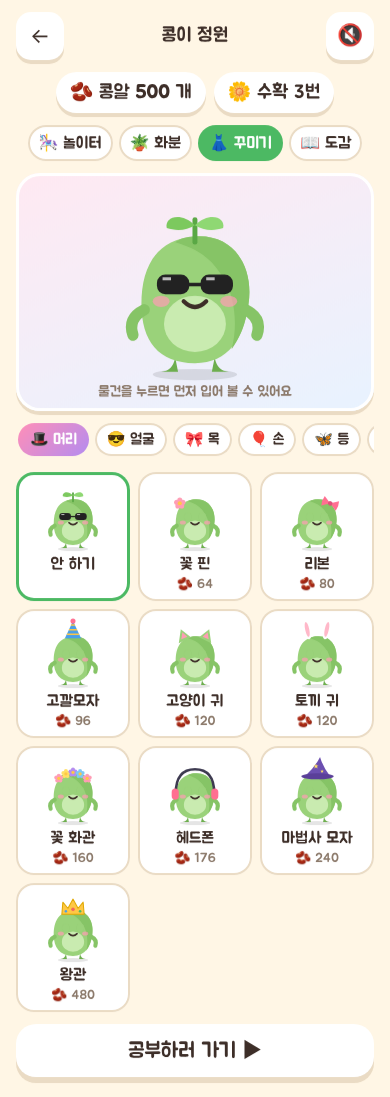 콩이 정원
콩알 500 개
수확 3번
놀이터
화분
꾸미기
도감
물건을 누르면 먼저 입어 볼 수 있어요
머리
얼굴
목
손
등
안 하기
꽃 핀
64
리본
80
고깔모자
96
고양이 귀
120
토끼 귀
120
꽃 화관
160
헤드폰
176
마법사 모자
240
왕관
480
공부하러 가기 ▶